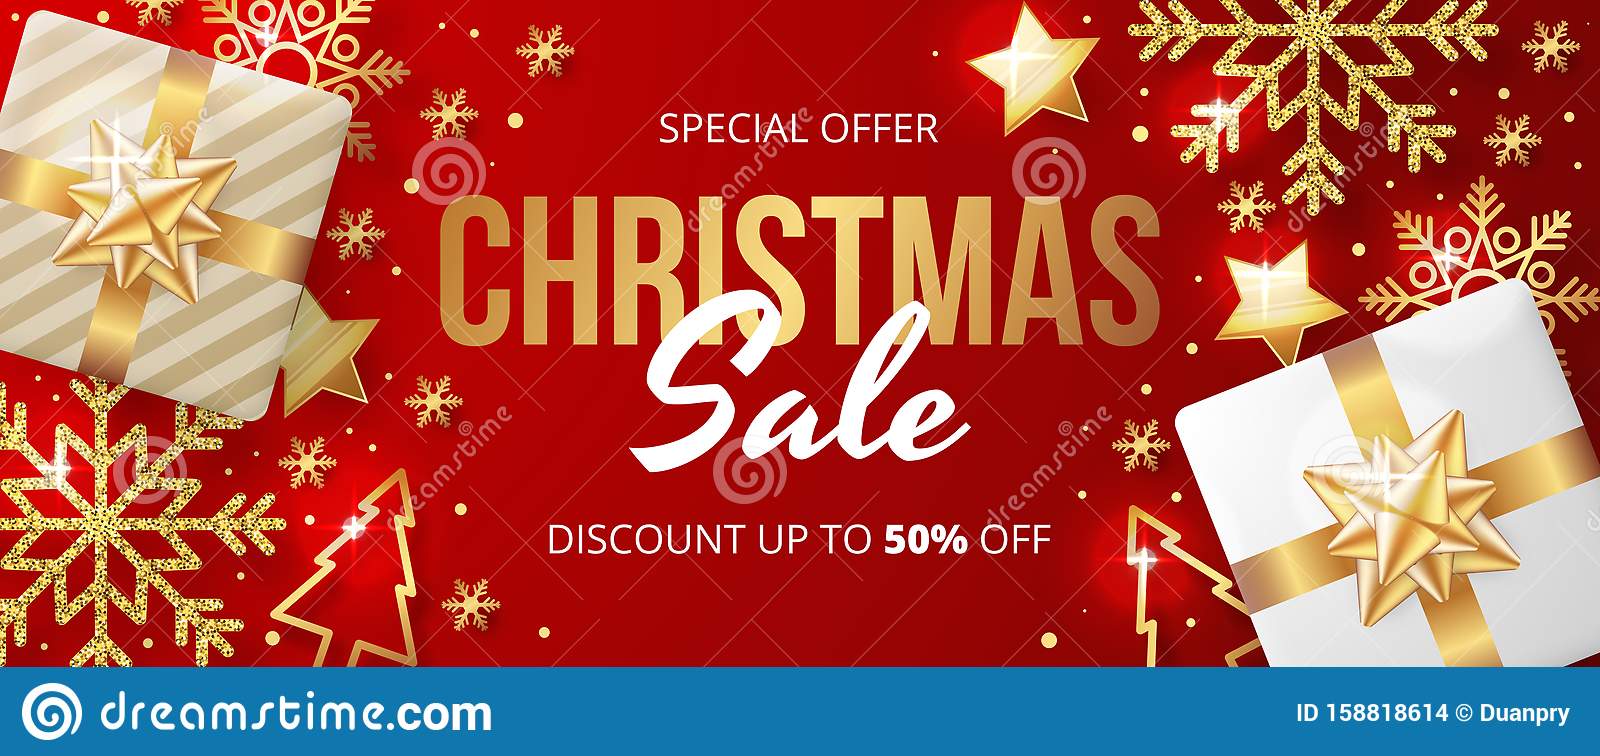 SPECIAL OFFER
CHRISTMAS
Sale
DISCOUNT UP TO 50% OFF
dreamstime.com
ID 158818614 © Duanpry